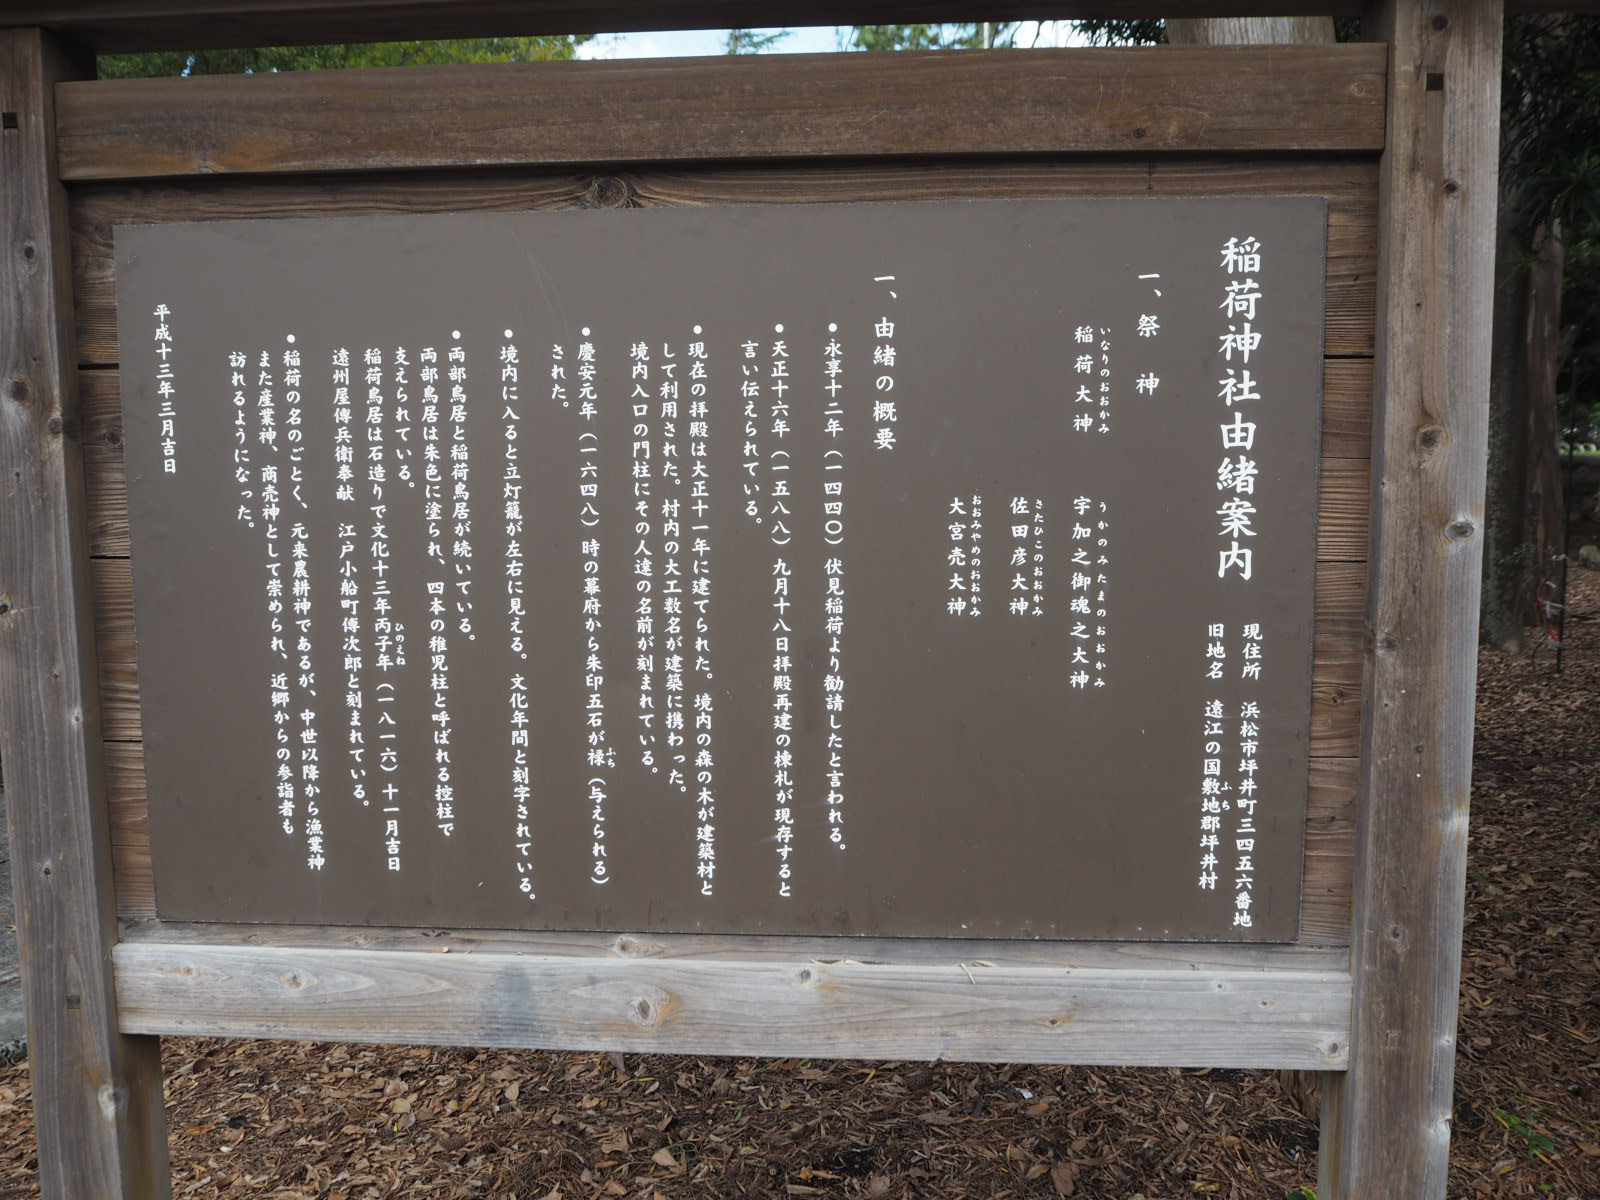 稲荷神社由緒案内
現住所　浜松市坪井町三四五六番地
旧地名　遠江の国敷地郡坪井村
ふち
一、祭　神
いなりのおおかみ
稲荷大神
うかのみたまのおおかみ
宇加之御魂之大神
さたひこのおおかみ
佐田彦大神
おおみやめのおおかみ
大宮売大神
一、由緒の概要
●永享十二年（一四四〇）伏見稲荷より勧請したと言われる。
●天正十六年（一五八八）九月十八日拝殿再建の棟札が現存すると
言い伝えられている。
●現在の拝殿は大正十一年に建てられた。境内の森の木が建築材と
して利用された。村内の大工数名が建築に携わった。
境内入口の門柱にその人達の名前が刻まれている。
ふち
●慶安元年（一六四八）時の幕府から朱印五石が禄（与えられる）
された。
●境内に入ると立灯籠が左右に見える。文化年間と刻字されている。
●両部鳥居と稲荷鳥居が続いている。
両部鳥居は朱色に塗られ、四本の稚児柱と呼ばれる控柱で
支えられている。
ひのえね
稲荷鳥居は石造りで文化十三年丙子年（一八一六）十一月吉日
遠州屋傳兵衛奉献　江戸小船町傳次郎と刻まれている。
●稲荷の名のごとく、元来農耕神であるが、中世以降から漁業神
また産業神、商売神として崇められ、近郷からの参詣者も
訪れるようになった。
平成十三年三月吉日